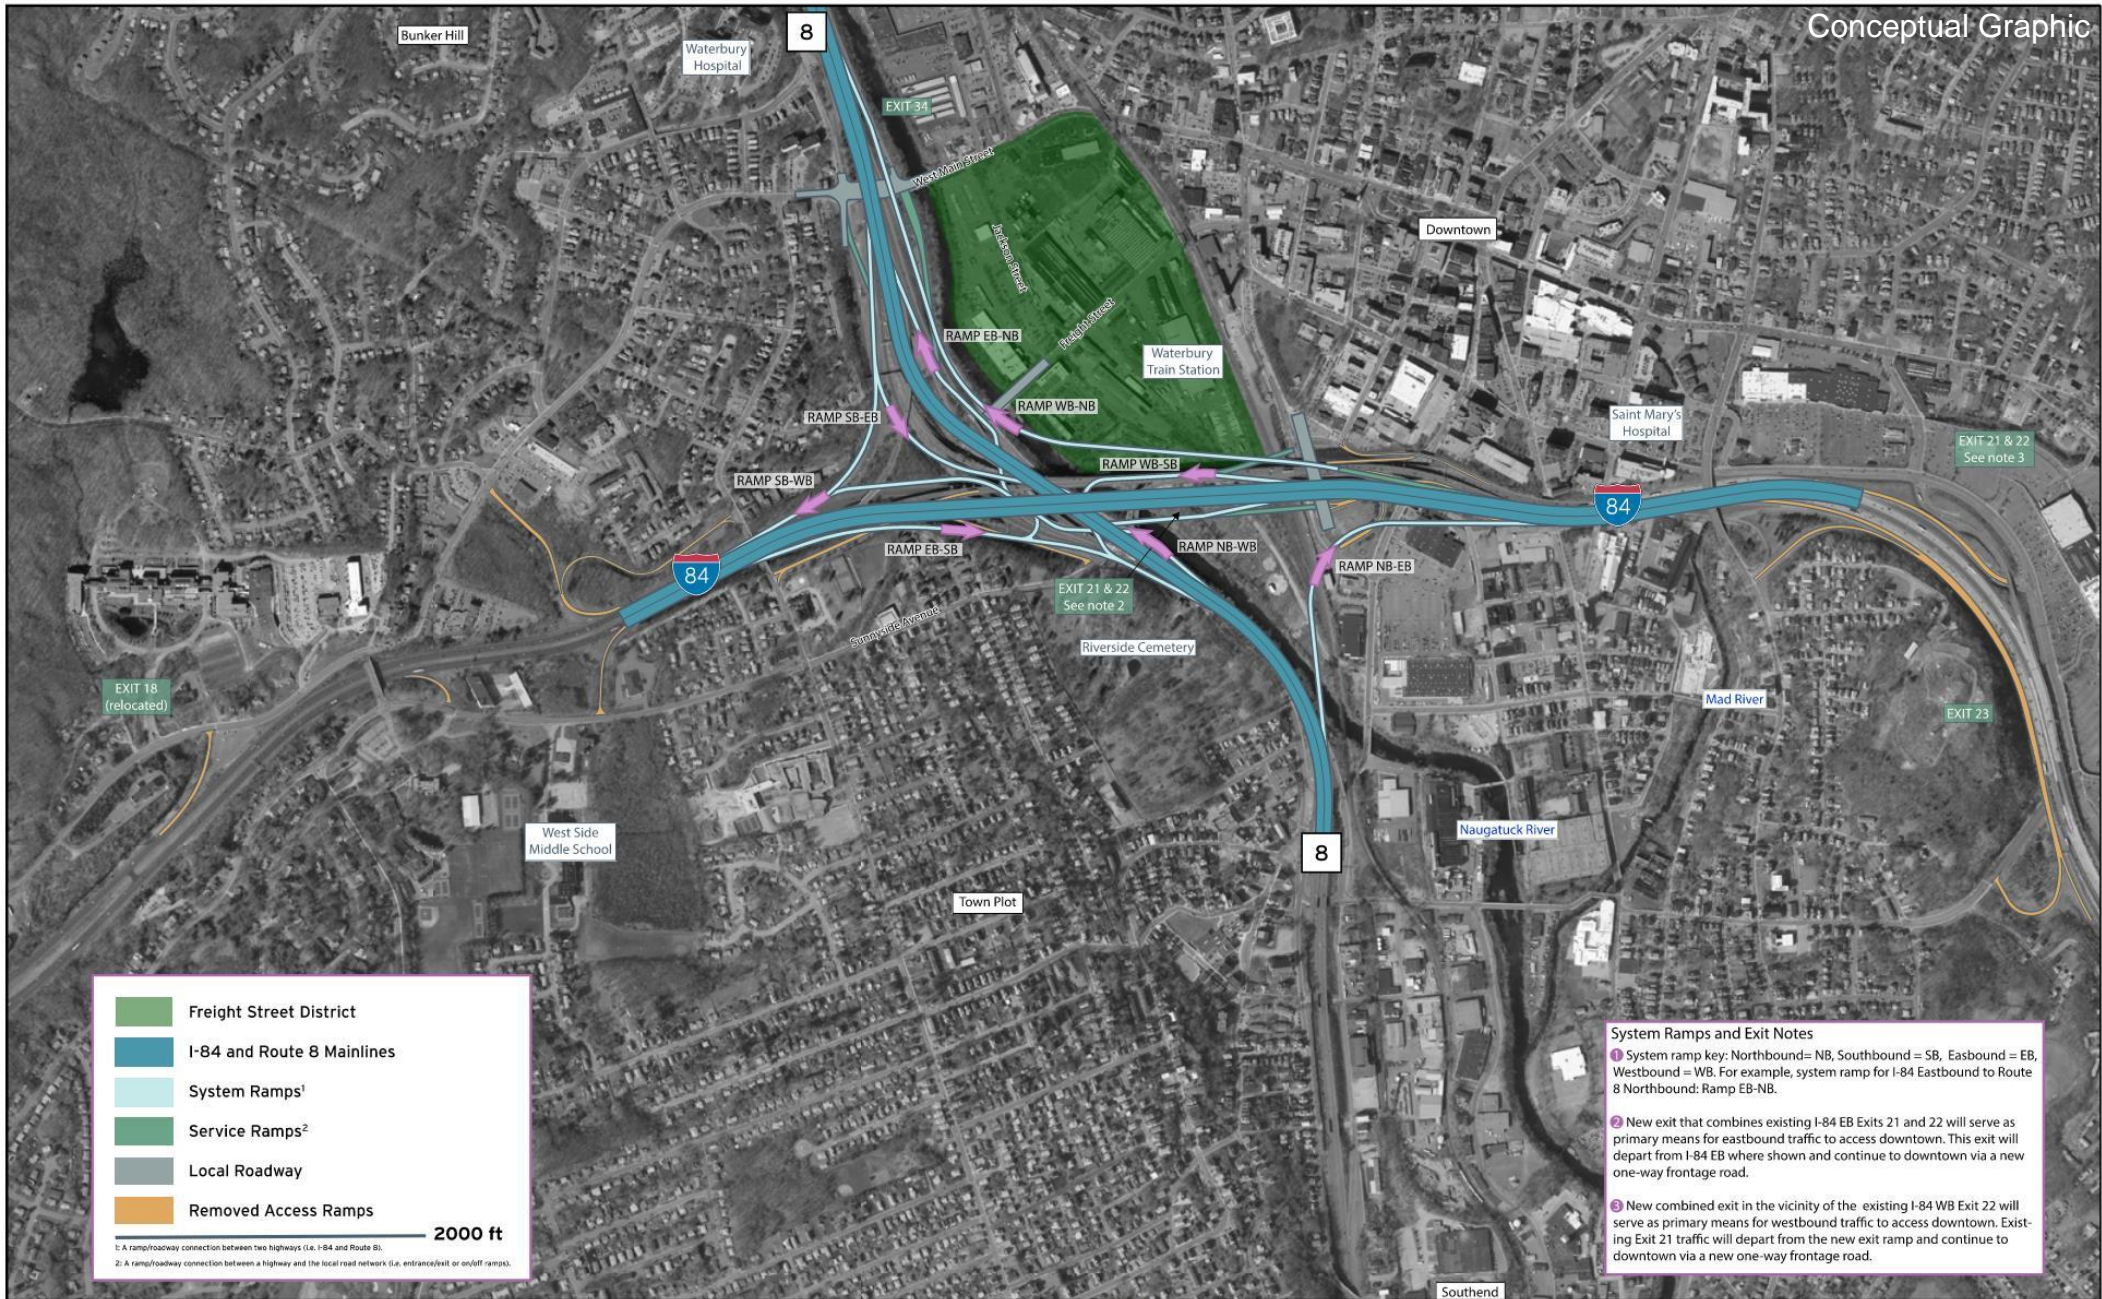 Conceptual Graphic
8
Bunker Hill
Waterbury
Hospital
EXIT 34
West Main Street
Jackson Street
Downtown
RAMP EB-NB
Freight Street
Waterbury
Train Station
RAMP WB-NB
RAMP SB-EB
Saint Mary's
Hospital
EXIT 21 & 22
See note 3
RAMP WB-SB
RAMP SB-WB
84
RAMP EB-SB
RAMP NB-WB
RAMP NB-EB
84
EXIT 21 & 22
See note 2
Sunnyside Avenue
Riverside Cemetery
EXIT 18
(relocated)
Mad River
EXIT 23
West Side
Middle School
Naugatuck River
8
Town Plot
Freight Street District
I-84 and Route 8 Mainlines
System Ramps¹
Service Ramps²
Local Roadway
Removed Access Ramps
2000 ft
1: A ramp/roadway connection between two highways (i.e. I-84 and Route 8).
2: A ramp/roadway connection between a highway and the local road network (i.e. entrance/exit or on/off ramps).
System Ramps and Exit Notes
1 System ramp key: Northbound= NB, Southbound = SB, Easbound = EB,
Westbound = WB. For example, system ramp for I-84 Eastbound to Route
8 Northbound: Ramp EB-NB.
2 New exit that combines existing I-84 EB Exits 21 and 22 will serve as
primary means for eastbound traffic to access downtown. This exit will
depart from I-84 EB where shown and continue to downtown via a new
one-way frontage road.
3 New combined exit in the vicinity of the existing I-84 WB Exit 22 will
serve as primary means for westbound traffic to access downtown. Exist-
ing Exit 21 traffic will depart from the new exit ramp and continue to
downtown via a new one-way frontage road.
Southend